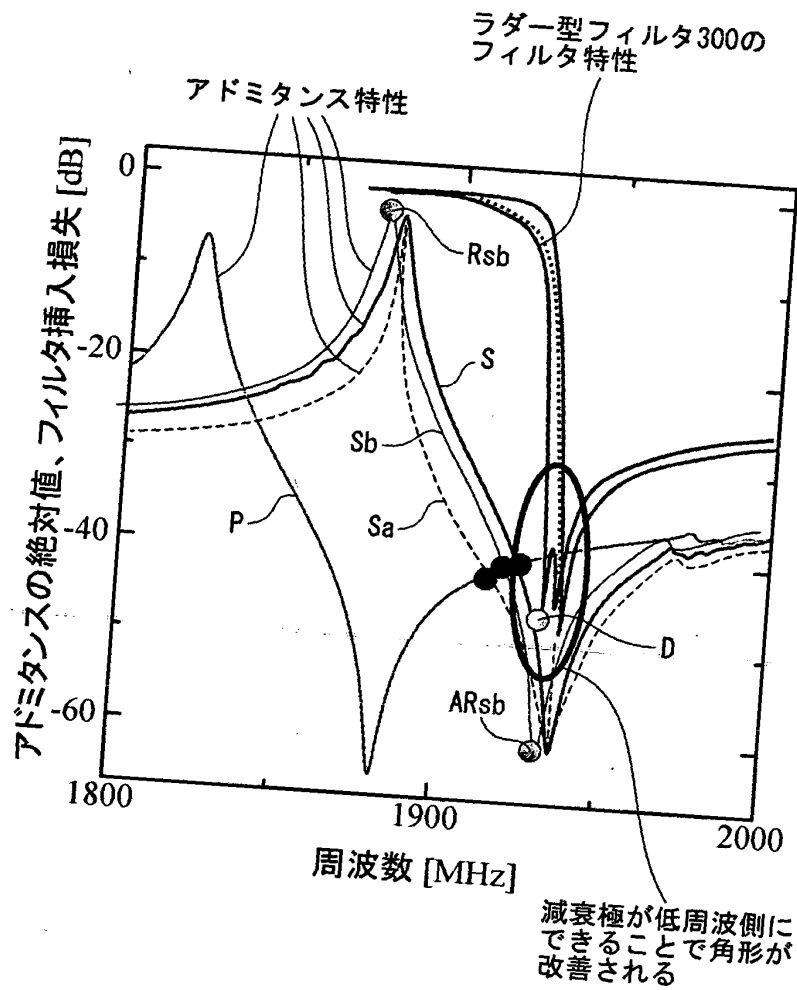 ラダー型フィルタ300の
フィルタ特性
アドミタンス特性
アドミタンスの絶対値、フィルタ挿入損失 [dB]
0
-20
-40
-60
Rsb
S
Sb
Sa
P
D
ARsb
1800
1900
2000
周波数 [MHz]
減衰極が低周波側に
できることで角形が
改善される